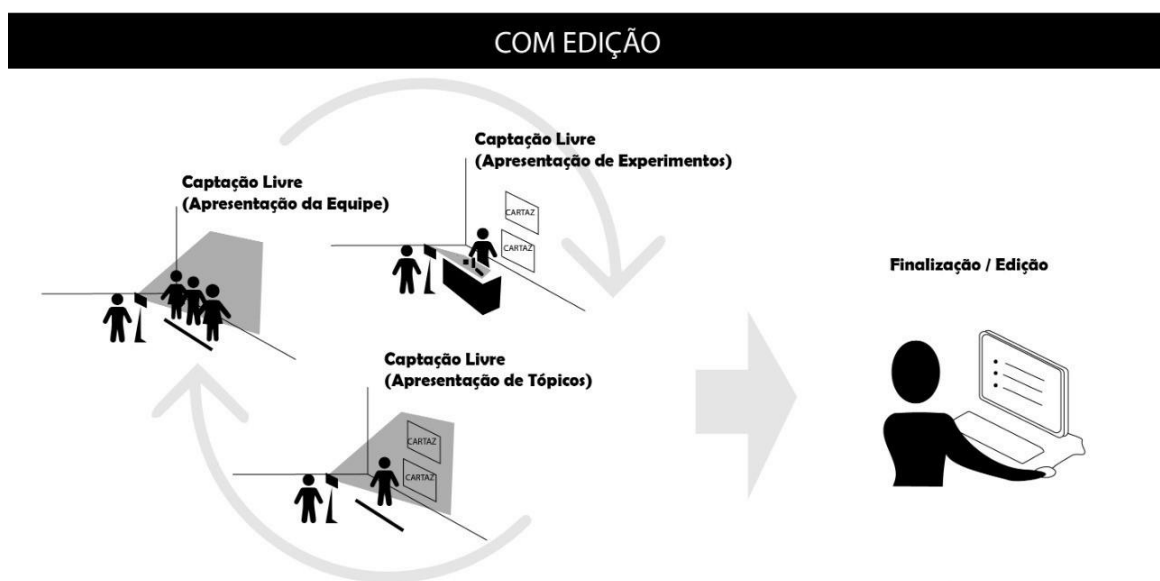 COM EDIÇÃO
Captação Livre
(Apresentação da Equipe)
Captação Livre
(Apresentação de Experimentos)
CARTAZ
CARTAZ
Captação Livre
(Apresentação de Tópicos)
CARTAZ
CARTAZ
Finalização / Edição